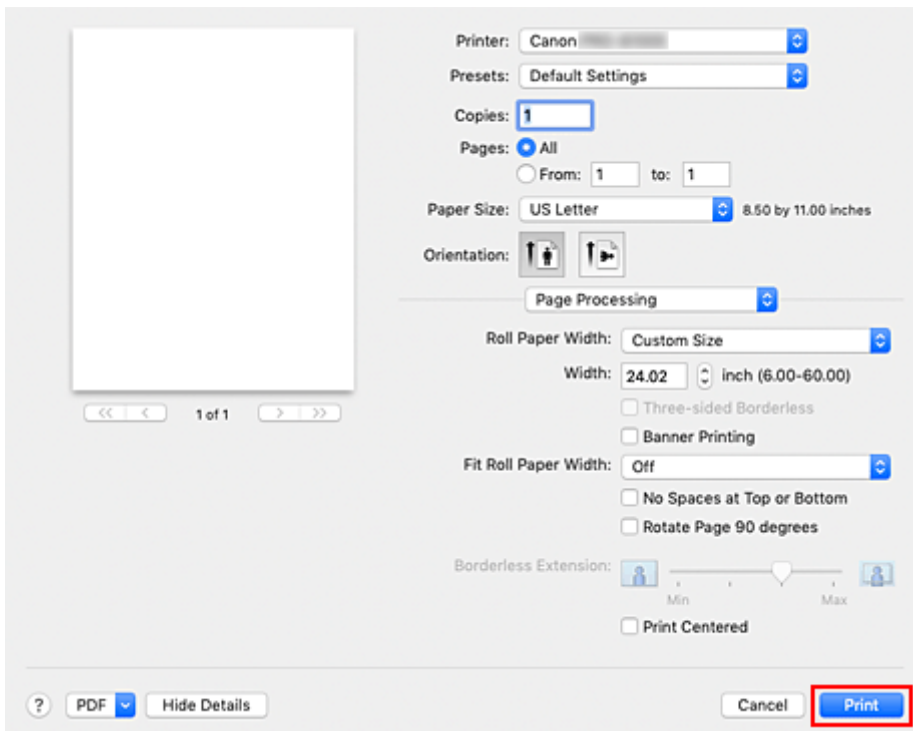 Printer: Canon
Presets: Default Settings
Copies: 1
Pages: All
From: 1 to: 1
Paper Size: US Letter 8.50 by 11.00 inches
Orientation:
Page Processing
Roll Paper Width: Custom Size
Width: 24.02 inch (6.00-60.00)
Three-sided Borderless
Banner Printing
Fit Roll Paper Width: Off
No Spaces at Top or Bottom
Rotate Page 90 degrees
Borderless Extension:
Min Max
Print Centered
1 of 1
? PDF Hide Details Cancel Print